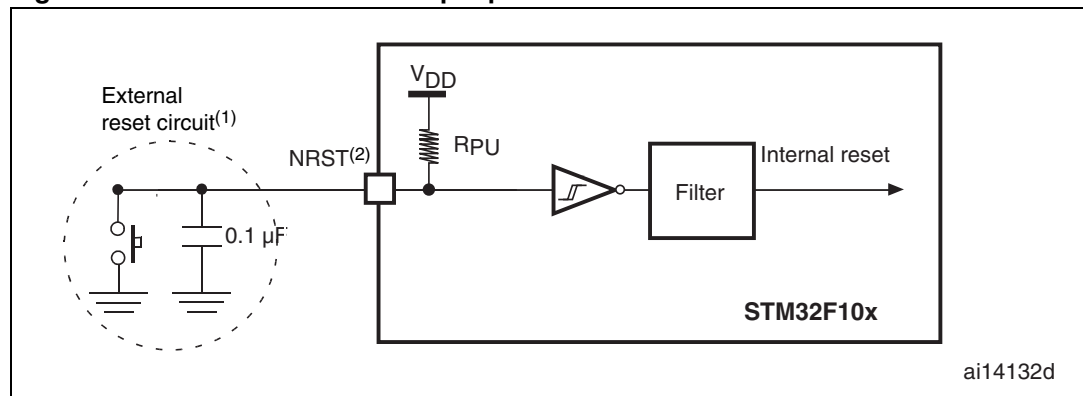 External
reset circuit(1)
VDD
RPU
NRST(2)
0.1 µF
Filter
Internal reset
STM32F10x
ai14132d